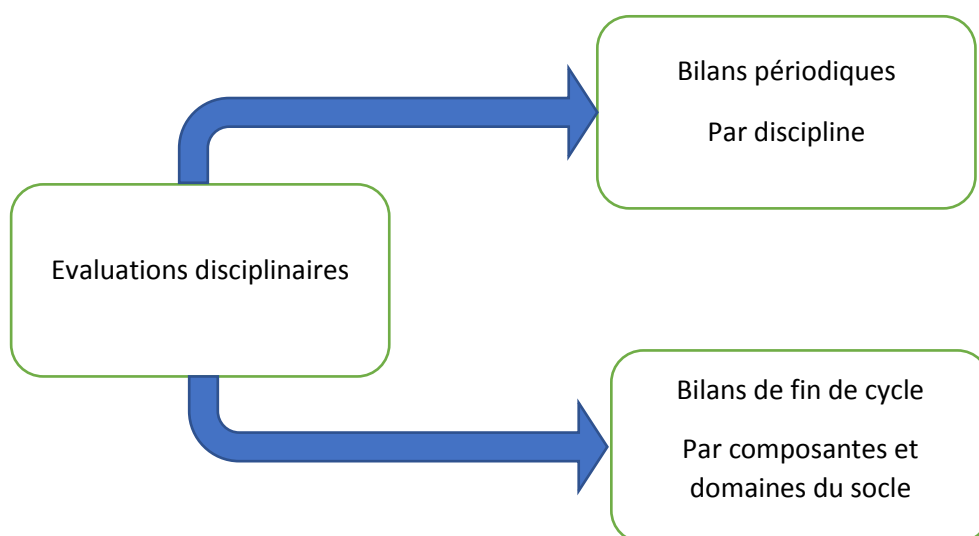 Bilans périodiques
Par discipline
Evaluations disciplinaires
Bilans de fin de cycle
Par composantes et
domaines du socle